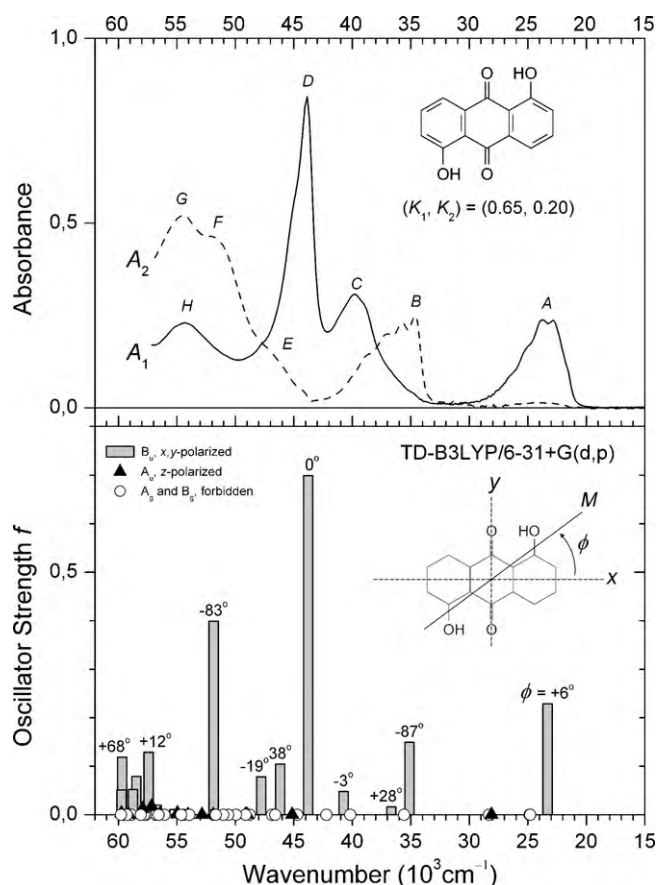 60 55 50 45 40 35 30 25 20 15
1,0
0,5
0,0
Absorbance
D
G
F
A₂
H
E
A₁
C
B
A
O
HO
OH
O
(K₁, K₂) = (0.65, 0.20)
Bᵤ, x,y-polarized
Aᵤ, z-polarized
A_g and B_g, forbidden
TD-B3LYP/6-31+G(d,p)
0°
y
M
O
HO
ϕ
x
OH
O
0,5
0,0
Oscillator Strength f
-83°
+68°
+12°
-19°
38°
-3°
+28°
-87°
ϕ = +6°
60 55 50 45 40 35 30 25 20 15
Wavenumber (10³cm⁻¹)